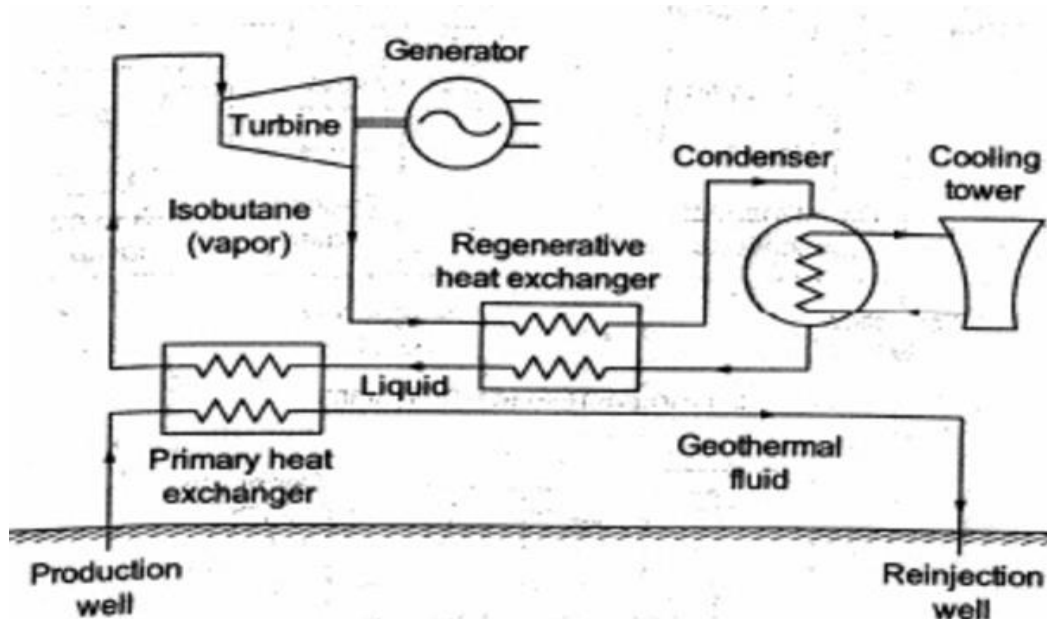 Generator
Turbine
Condenser
Cooling
tower
Isobutane
(vapor)
Regenerative
heat exchanger
Liquid
Primary heat
exchanger
Geothermal
fluid
Production
well
Reinjection
well